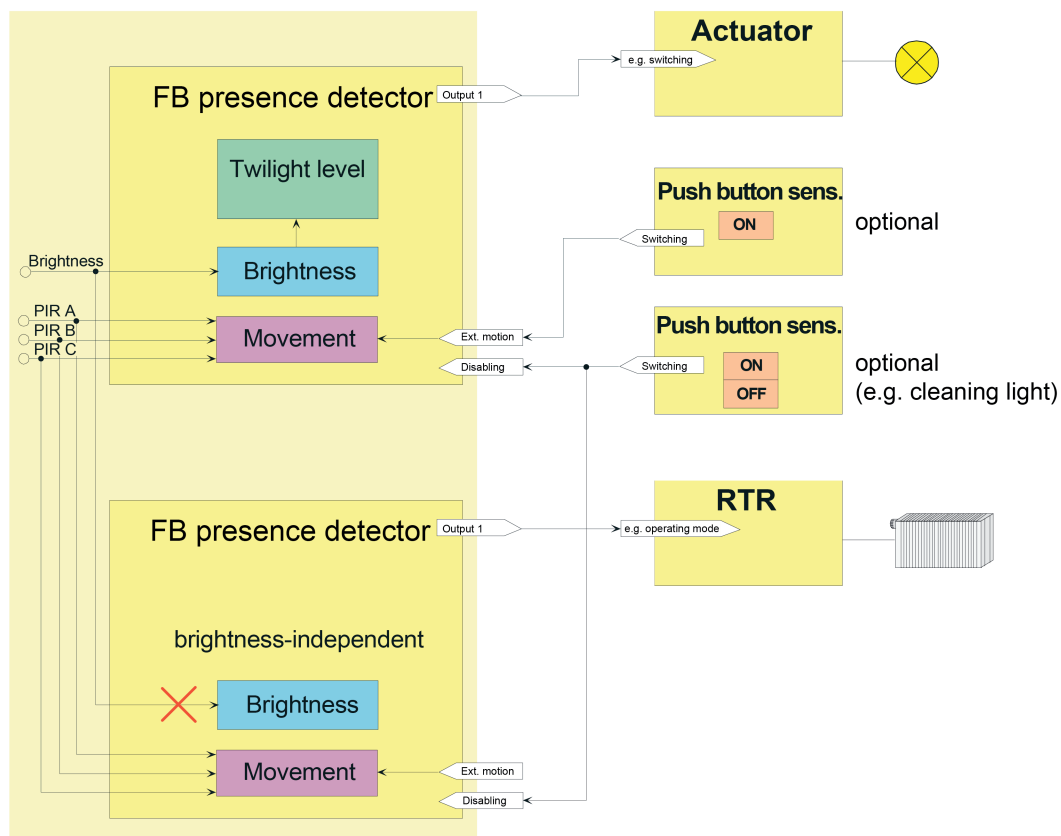 Actuator
e.g. switching
FB presence detector
Output 1
Twilight level
Push button sens.
ON
optional
Switching
Brightness
Brightness
PIR A
PIR B
PIR C
Movement
Ext. motion
Disabling
Push button sens.
Switching
ON
OFF
optional
(e.g. cleaning light)
RTR
FB presence detector
Output 1
e.g. operating mode
brightness-independent
Brightness
Movement
Ext. motion
Disabling